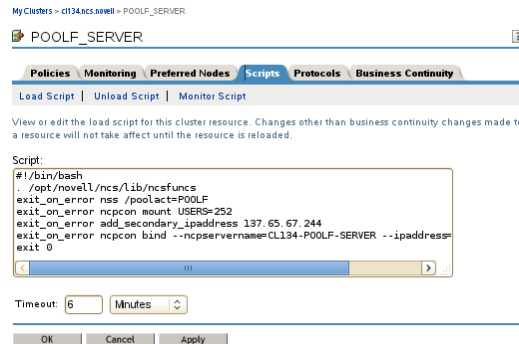 My Clusters > cl134.ncs.novell > POOLF_SERVER
POOLF_SERVER
Policies Monitoring Preferred Nodes Scripts Protocols Business Continuity
Load Script | Unload Script | Monitor Script
View or edit the load script for this cluster resource. Changes other than business continuity changes made t
a resource will not take affect until the resource is reloaded.
Script:
#!/bin/bash
. /opt/novell/ncs/lib/ncsfuncs
exit_on_error nss /poolact=POOLF
exit_on_error ncpcon mount USERS=252
exit_on_error add_secondary_ipaddress 137.65.67.244
exit_on_error ncpcon bind --ncpservername=CL134-POOLF-SERVER --ipaddress=
exit 0
Timeout: 6 Minutes
OK Cancel Apply